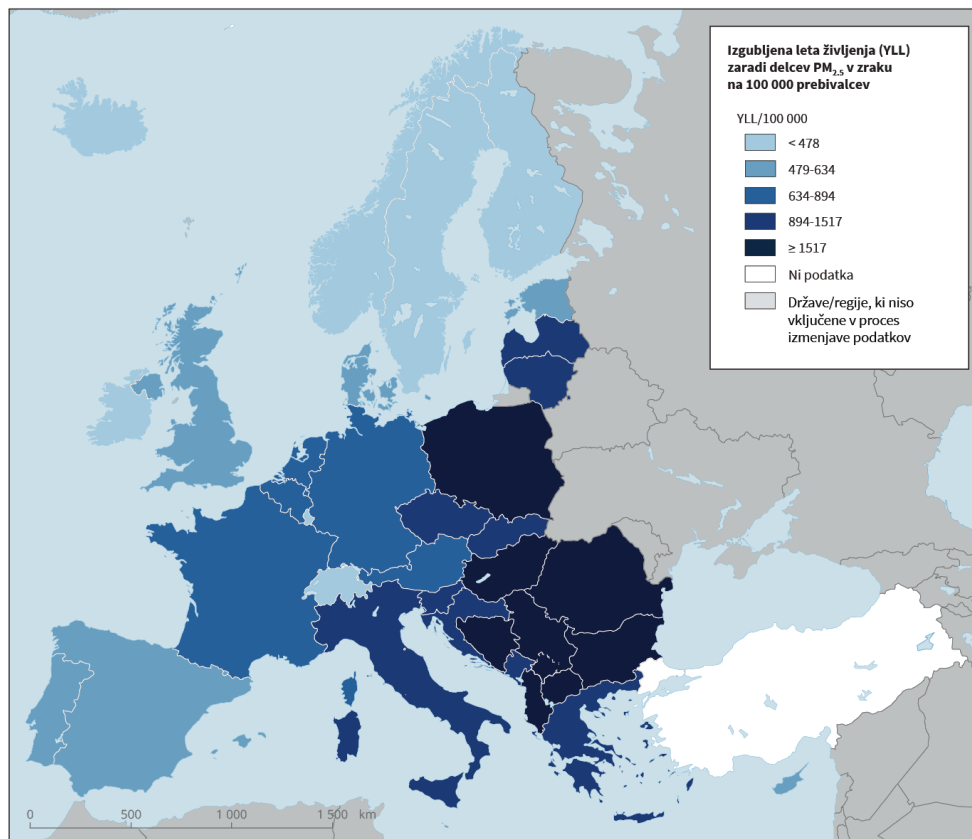 Izgubljena leta življenja (YLL)
zaradi delcev PM2.5 v zraku
na 100 000 prebivalcev
YLL/100 000
< 478
479-634
634-894
894-1517
≥ 1517
Ni podatka
Države/regije, ki niso
vključene v proces
izmenjave podatkov
0 500 1 000 1 500 km